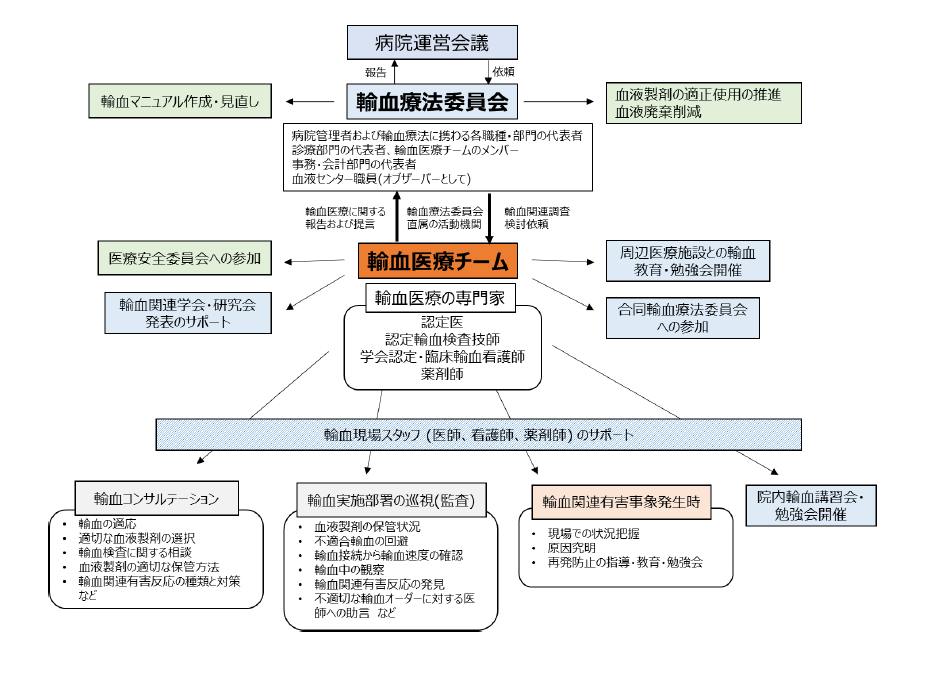 病院運営会議
報告
依頼
輸血マニュアル作成・見直し
輸血療法委員会
血液製剤の適正使用の推進
血液廃棄削減
病院管理者および輸血療法に携わる各職種・部門の代表者
診療部門の代表者、輸血医療チームのメンバー
事務・会計部門の代表者
血液センター職員(オブザーバーとして)
輸血医療に関する
報告および提言
輸血療法委員会
直属の活動機関
輸血関連調査
検討依頼
医療安全委員会への参加
輸血医療チーム
周辺医療施設との輸血
教育・勉強会開催
輸血関連学会・研究会
発表のサポート
輸血医療の専門家
合同輸血療法委員会
への参加
認定医
認定輸血検査技師
学会認定・臨床輸血看護師
薬剤師
輸血現場スタッフ (医師、看護師、薬剤師) のサポート
輸血コンサルテーション
• 輸血の適応
• 適切な血液製剤の選択
• 輸血検査に関する相談
• 血液製剤の適切な保管方法
• 輸血関連有害反応の種類と対策
など
輸血実施部署の巡視(監査)
• 血液製剤の保管状況
• 不適合輸血の回避
• 輸血接続から輸血速度の確認
• 輸血中の観察
• 輸血関連有害反応の発見
• 不適切な輸血オーダーに対する医
師への助言 など
輸血関連有害事象発生時
• 現場での状況把握
• 原因究明
• 再発防止の指導・教育・勉強会
院内輸血講習会・
勉強会開催